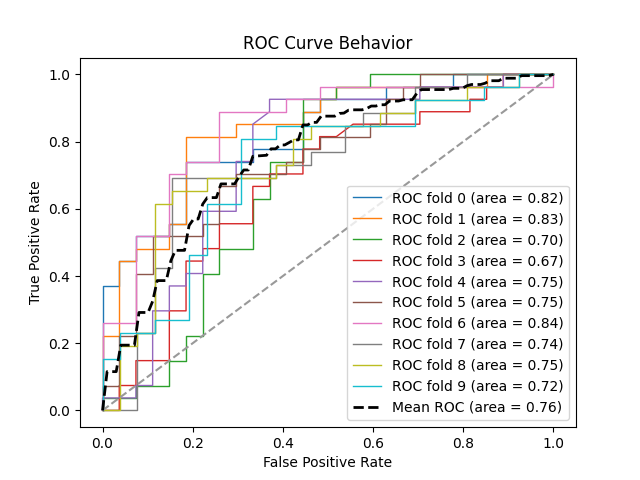 ROC Curve Behavior
True Positive Rate
1.0
0.8
0.6
0.4
0.2
0.0
ROC fold 0 (area = 0.82)
ROC fold 1 (area = 0.83)
ROC fold 2 (area = 0.70)
ROC fold 3 (area = 0.67)
ROC fold 4 (area = 0.75)
ROC fold 5 (area = 0.75)
ROC fold 6 (area = 0.84)
ROC fold 7 (area = 0.74)
ROC fold 8 (area = 0.75)
ROC fold 9 (area = 0.72)
Mean ROC (area = 0.76)
0.0 0.2 0.4 0.6 0.8 1.0
False Positive Rate